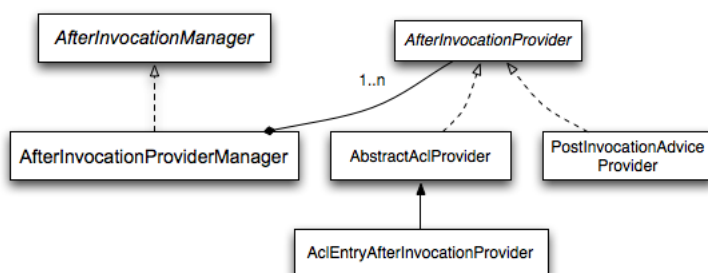 AfterInvocationManager
AfterInvocationProvider
1..n
AfterInvocationProviderManager
AbstractAclProvider
PostInvocationAdvice
Provider
AclEntryAfterInvocationProvider